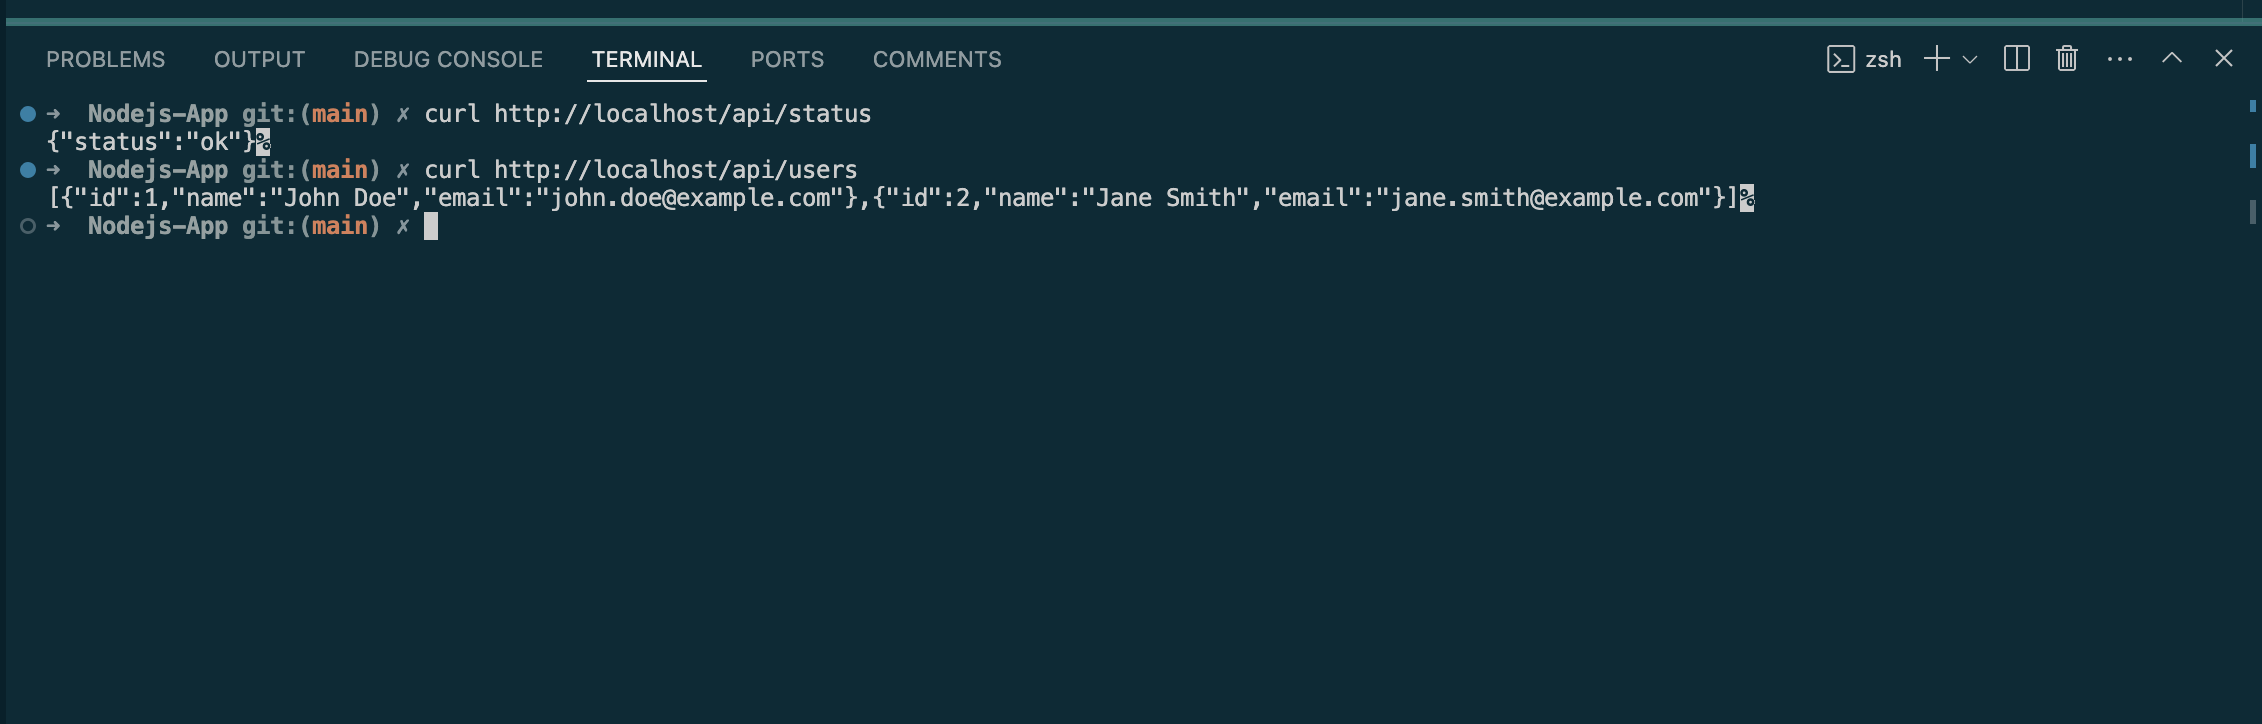 PROBLEMS OUTPUT DEBUG CONSOLE TERMINAL PORTS COMMENTS zsh
➜ Nodejs-App git:(main) ✗ curl http://localhost/api/status
{"status":"ok"}%
➜ Nodejs-App git:(main) ✗ curl http://localhost/api/users
[{"id":1,"name":"John Doe","email":"john.doe@example.com"},{"id":2,"name":"Jane Smith","email":"jane.smith@example.com"}]%
➜ Nodejs-App git:(main) ✗